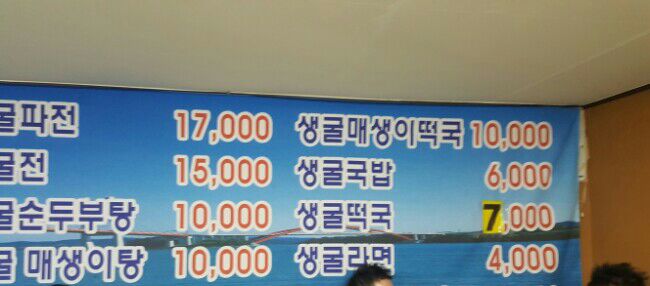 굴파전 17,000 생굴매생이떡국 10,000
굴전 15,000 생굴국밥 6,000
굴순두부탕 10,000 생굴떡국 7,000
굴 매생이탕 10,000 생굴라면 4,000